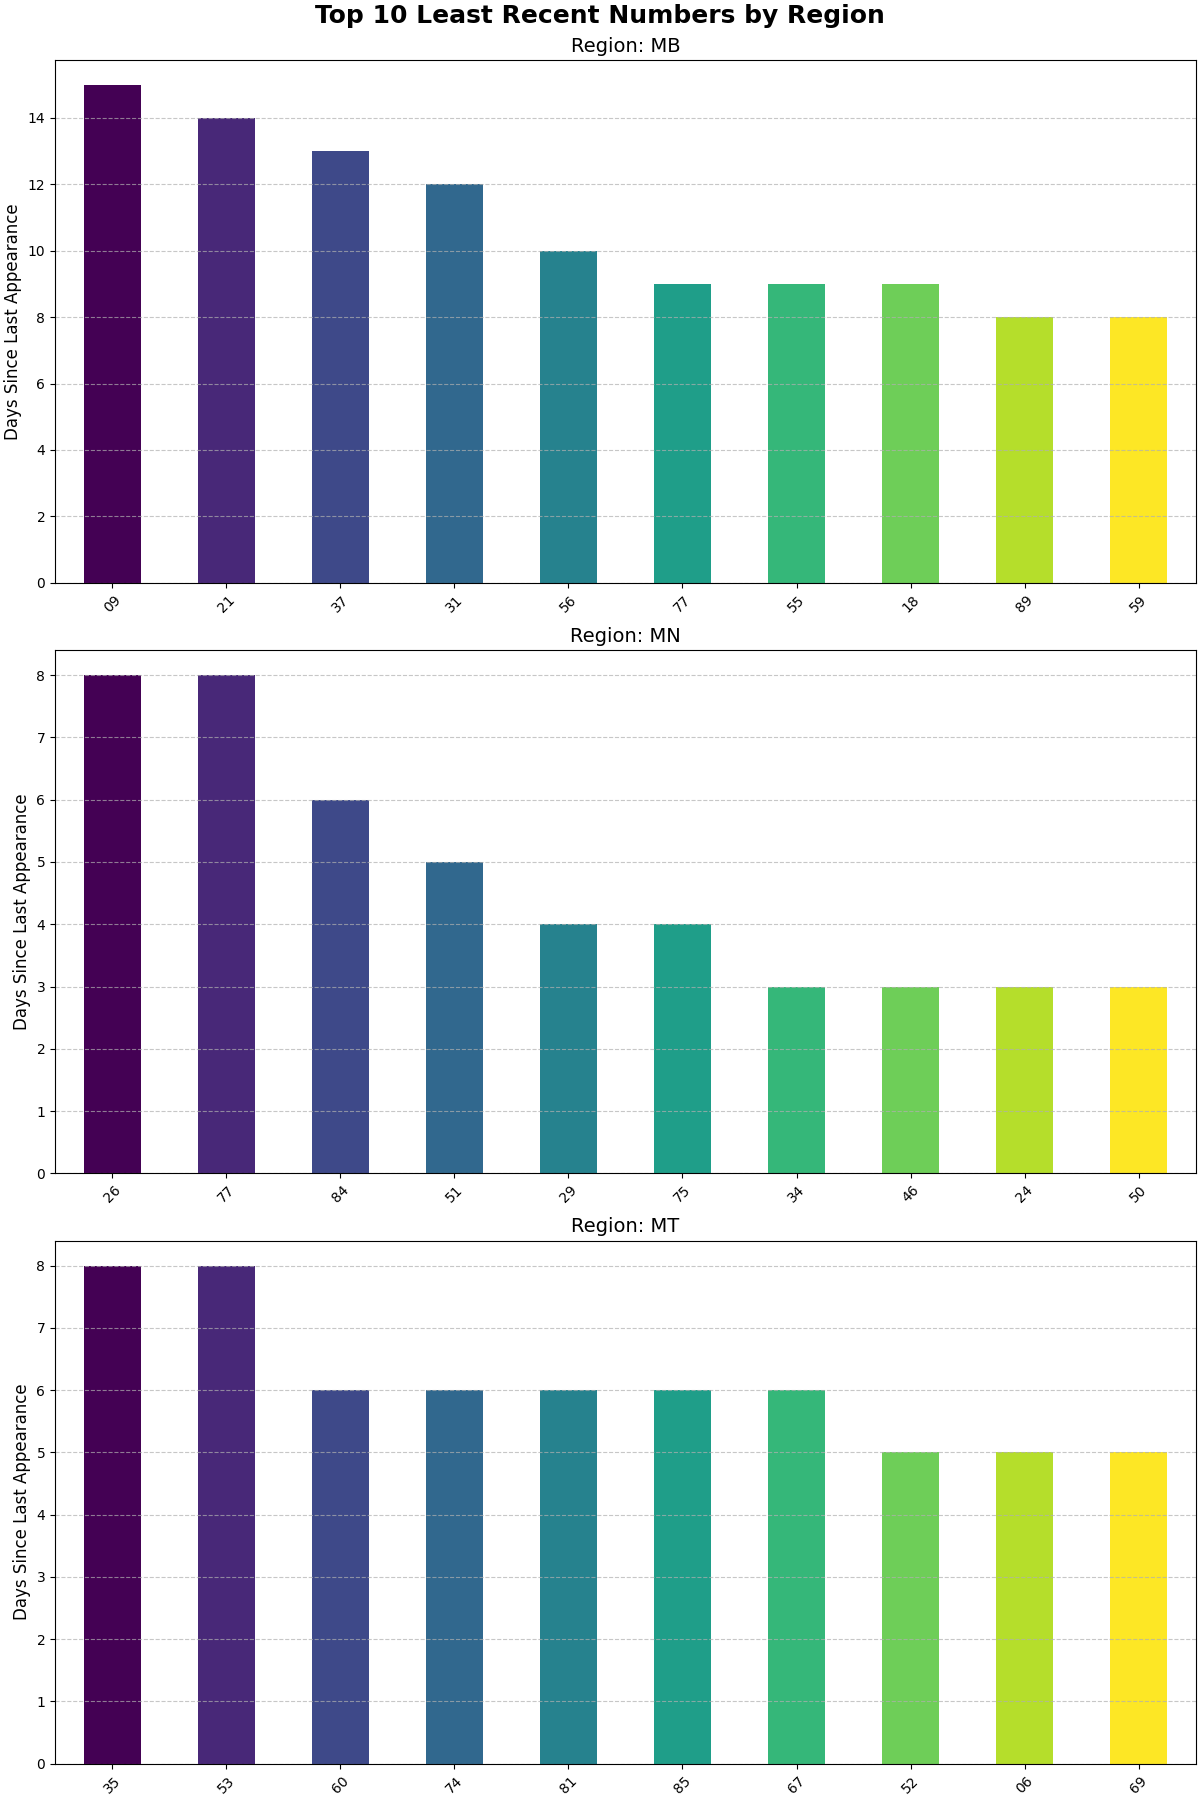 Top 10 Least Recent Numbers by Region
Region: MB
Days Since Last Appearance
14
12
10
8
6
4
2
0
09 21 37 31 56 77 55 18 89 59
Region: MN
Days Since Last Appearance
8
7
6
5
4
3
2
1
0
26 77 84 51 29 75 34 46 24 50
Region: MT
Days Since Last Appearance
8
7
6
5
4
3
2
1
0
35 53 60 74 81 85 67 52 06 69